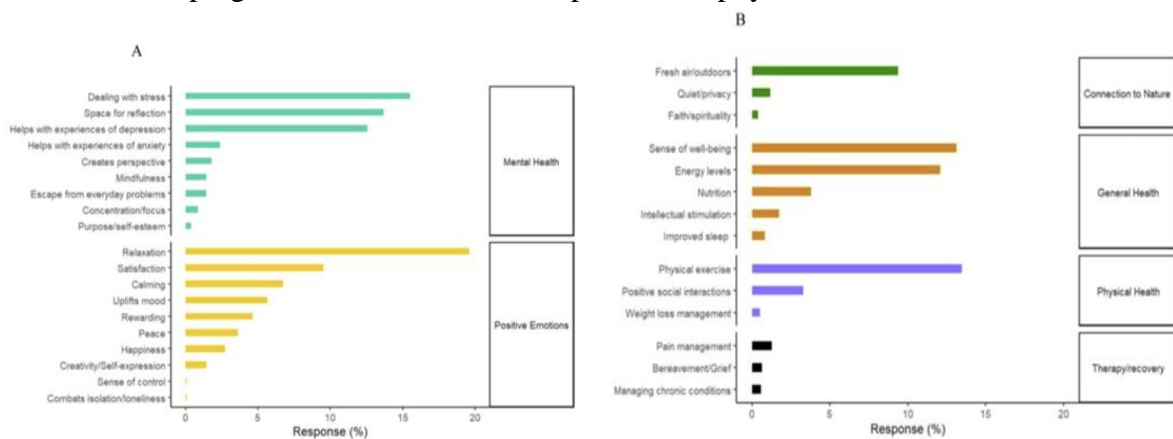 A
Dealing with stress
Space for reflection
Helps with experiences of depression
Helps with experiences of anxiety
Creates perspective
Mindfulness
Escape from everyday problems
Concentration/focus
Purpose/self-esteem
Mental Health
Relaxation
Satisfaction
Calming
Uplifts mood
Rewarding
Peace
Happiness
Creativity/Self-expression
Sense of control
Combats isolation/loneliness
Positive Emotions
0 5 10 15 20
Response (%)
B
Fresh air/outdoors
Quiet/privacy
Faith/spirituality
Connection to Nature
Sense of well-being
Energy levels
Nutrition
Intellectual stimulation
Improved sleep
General Health
Physical exercise
Positive social interactions
Weight loss management
Physical Health
Pain management
Bereavement/Grief
Managing chronic conditions
Therapy/recovery
0 5 10 15 20
Response (%)